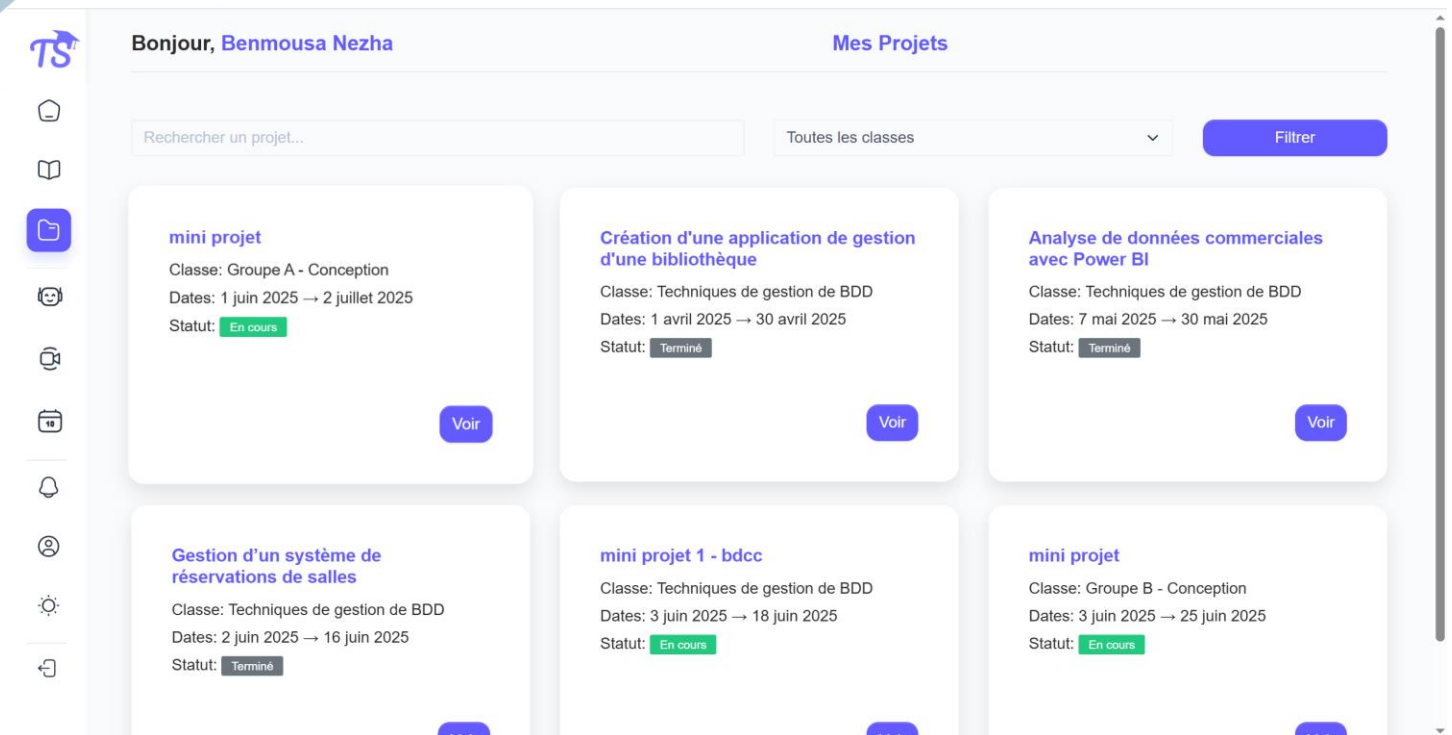 TS
Bonjour, Benmousa Nezha
Mes Projets
Rechercher un projet...
Toutes les classes
Filtrer
mini projet
Classe: Groupe A - Conception
Dates: 1 juin 2025 → 2 juillet 2025
Statut: En cours
Voir
Création d'une application de gestion
d'une bibliothèque
Classe: Techniques de gestion de BDD
Dates: 1 avril 2025 → 30 avril 2025
Statut: Terminé
Voir
Analyse de données commerciales
avec Power BI
Classe: Techniques de gestion de BDD
Dates: 7 mai 2025 → 30 mai 2025
Statut: Terminé
Voir
10
Gestion d’un système de
réservations de salles
Classe: Techniques de gestion de BDD
Dates: 2 juin 2025 → 16 juin 2025
Statut: Terminé
mini projet 1 - bdcc
Classe: Techniques de gestion de BDD
Dates: 3 juin 2025 → 18 juin 2025
Statut: En cours
mini projet
Classe: Groupe B - Conception
Dates: 3 juin 2025 → 25 juin 2025
Statut: En cours